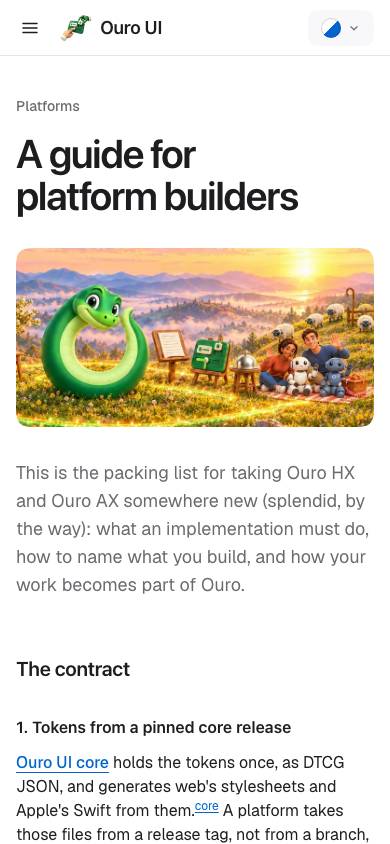 Ouro UI
Platforms
A guide for
platform builders
This is the packing list for taking Ouro HX
and Ouro AX somewhere new (splendid, by
the way): what an implementation must do,
how to name what you build, and how your
work becomes part of Ouro.
The contract
1. Tokens from a pinned core release
Ouro UI core holds the tokens once, as DTCG
JSON, and generates web's stylesheets and
Apple's Swift from them.core A platform takes
those files from a release tag, not from a branch,